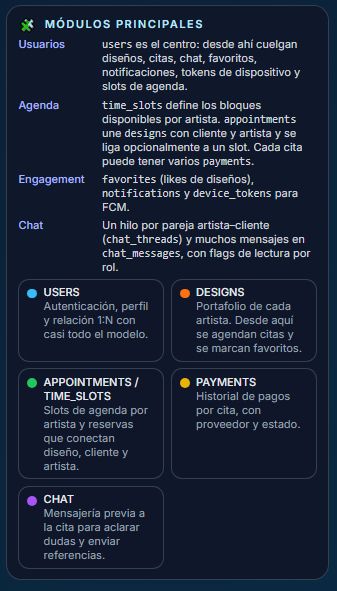 MÓDULOS PRINCIPALES
Usuarios
users es el centro: desde ahí cuelgan
diseños, citas, chat, favoritos,
notificaciones, tokens de dispositivo y
slots de agenda.
Agenda
time_slots define los bloques
disponibles por artista. appointments
une designs con cliente y artista y se
liga opcionalmente a un slot. Cada cita
puede tener varios payments.
Engagement
favorites (likes de diseños),
notifications y device_tokens para
FCM.
Chat
Un hilo por pareja artista–cliente
(chat_threads) y muchos mensajes en
chat_messages, con flags de lectura por
rol.
USERS
Autenticación, perfil
y relación 1:N con
casi todo el modelo.
DESIGNS
Portafolio de cada
artista. Desde aquí
se agendan citas y
se marcan favoritos.
APPOINTMENTS /
TIME_SLOTS
Slots de agenda por
artista y reservas
que conectan
diseño, cliente y
artista.
PAYMENTS
Historial de pagos
por cita, con
proveedor y estado.
CHAT
Mensajería previa a
la cita para aclarar
dudas y enviar
referencias.